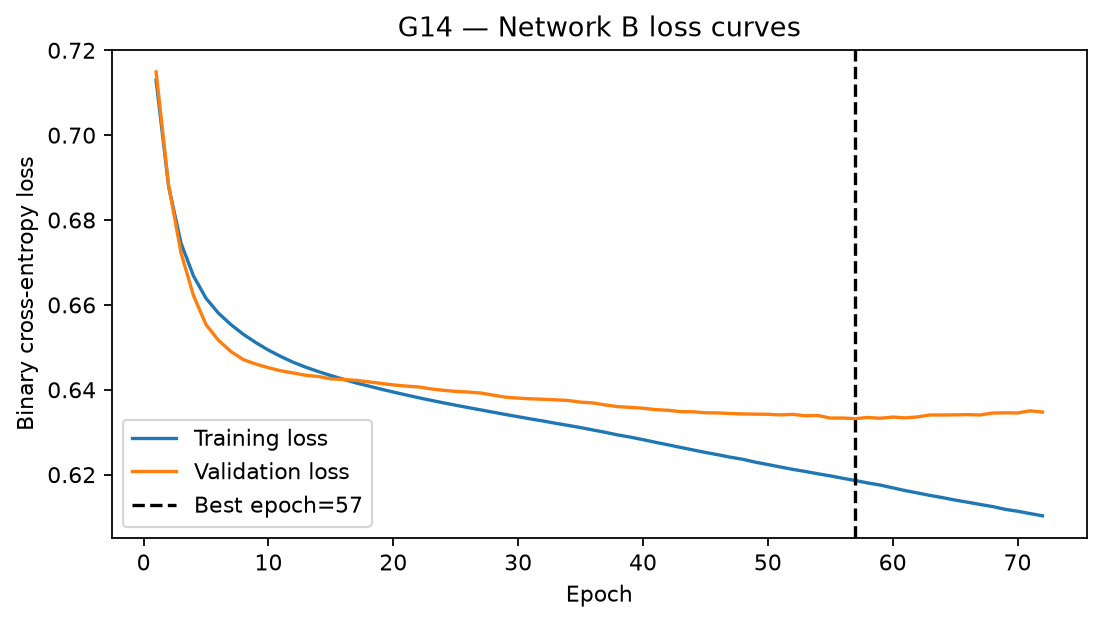 G14 — Network B loss curves
Binary cross-entropy loss
0.72
0.70
0.68
0.66
0.64
0.62
Training loss
Validation loss
Best epoch=57
0
10
20
30
40
50
60
70
Epoch